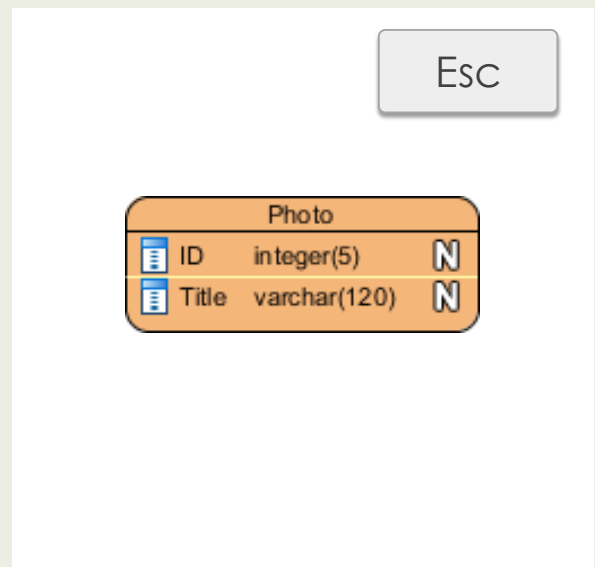 Esc
Photo
ID integer(5) N
Title varchar(120) N